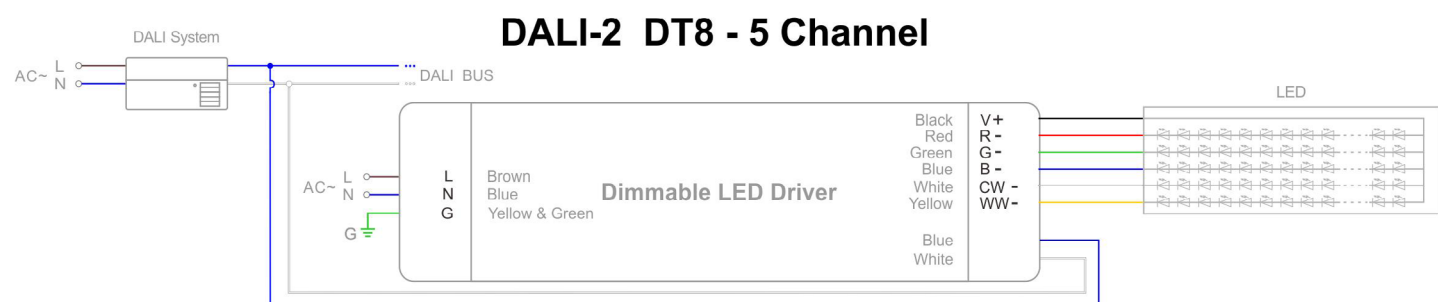 DALI-2 DT8 - 5 Channel
DALI System
AC~ L
N
DALI BUS
LED
Black V+
Red R-
Green G-
Blue B-
White CW-
Yellow WW-
AC~ L
N
G
L Brown
N Blue
G Yellow & Green
Dimmable LED Driver
Blue
White